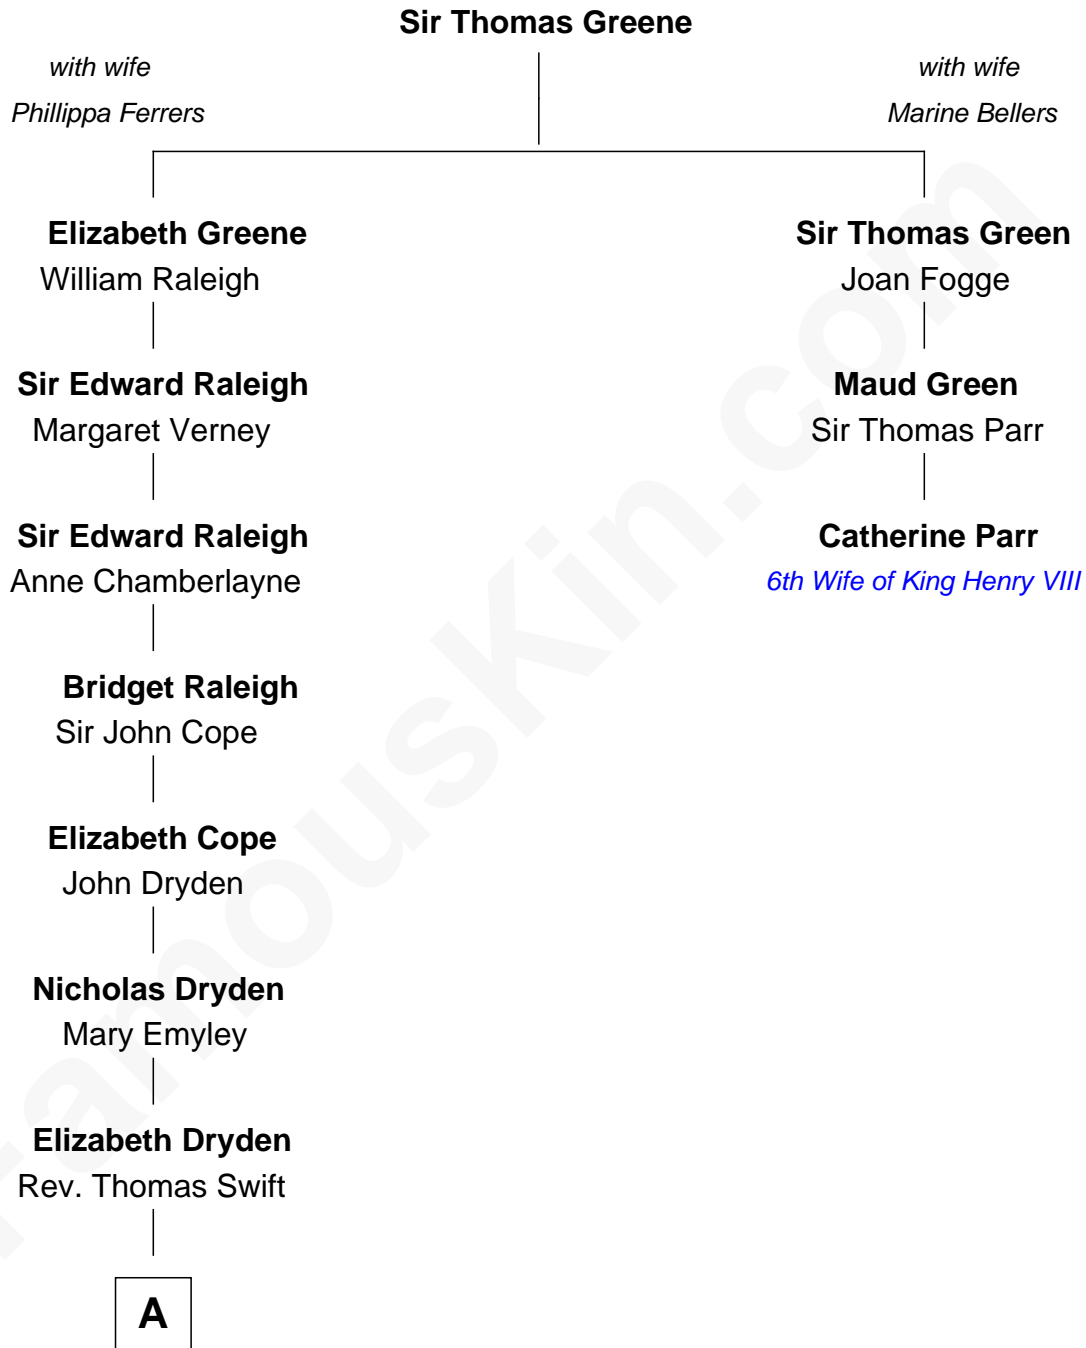 Sir Thomas Greene
with wife
Phillippa Ferrers
with wife
Marine Bellers
Elizabeth Greene
William Raleigh
Sir Thomas Green
Joan Fogge
Sir Edward Raleigh
Margaret Verney
Maud Green
Sir Thomas Parr
Sir Edward Raleigh
Anne Chamberlayne
Catherine Parr
6th Wife of King Henry VIII
Bridget Raleigh
Sir John Cope
Elizabeth Cope
John Dryden
Nicholas Dryden
Mary Emyley
Elizabeth Dryden
Rev. Thomas Swift
A
FamousKin.com